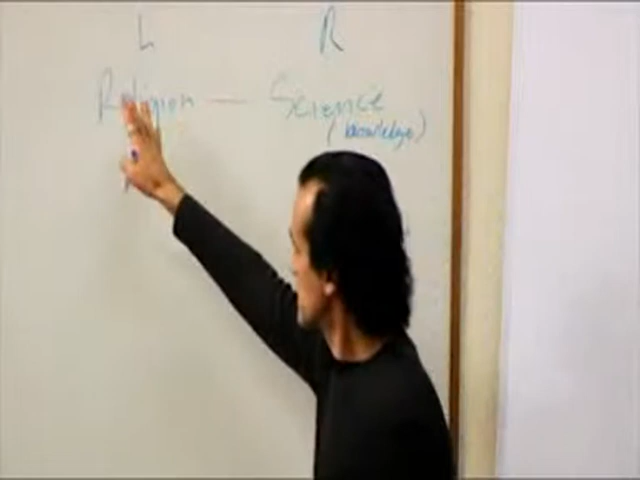 L R
Religion — Science
(knowledge)